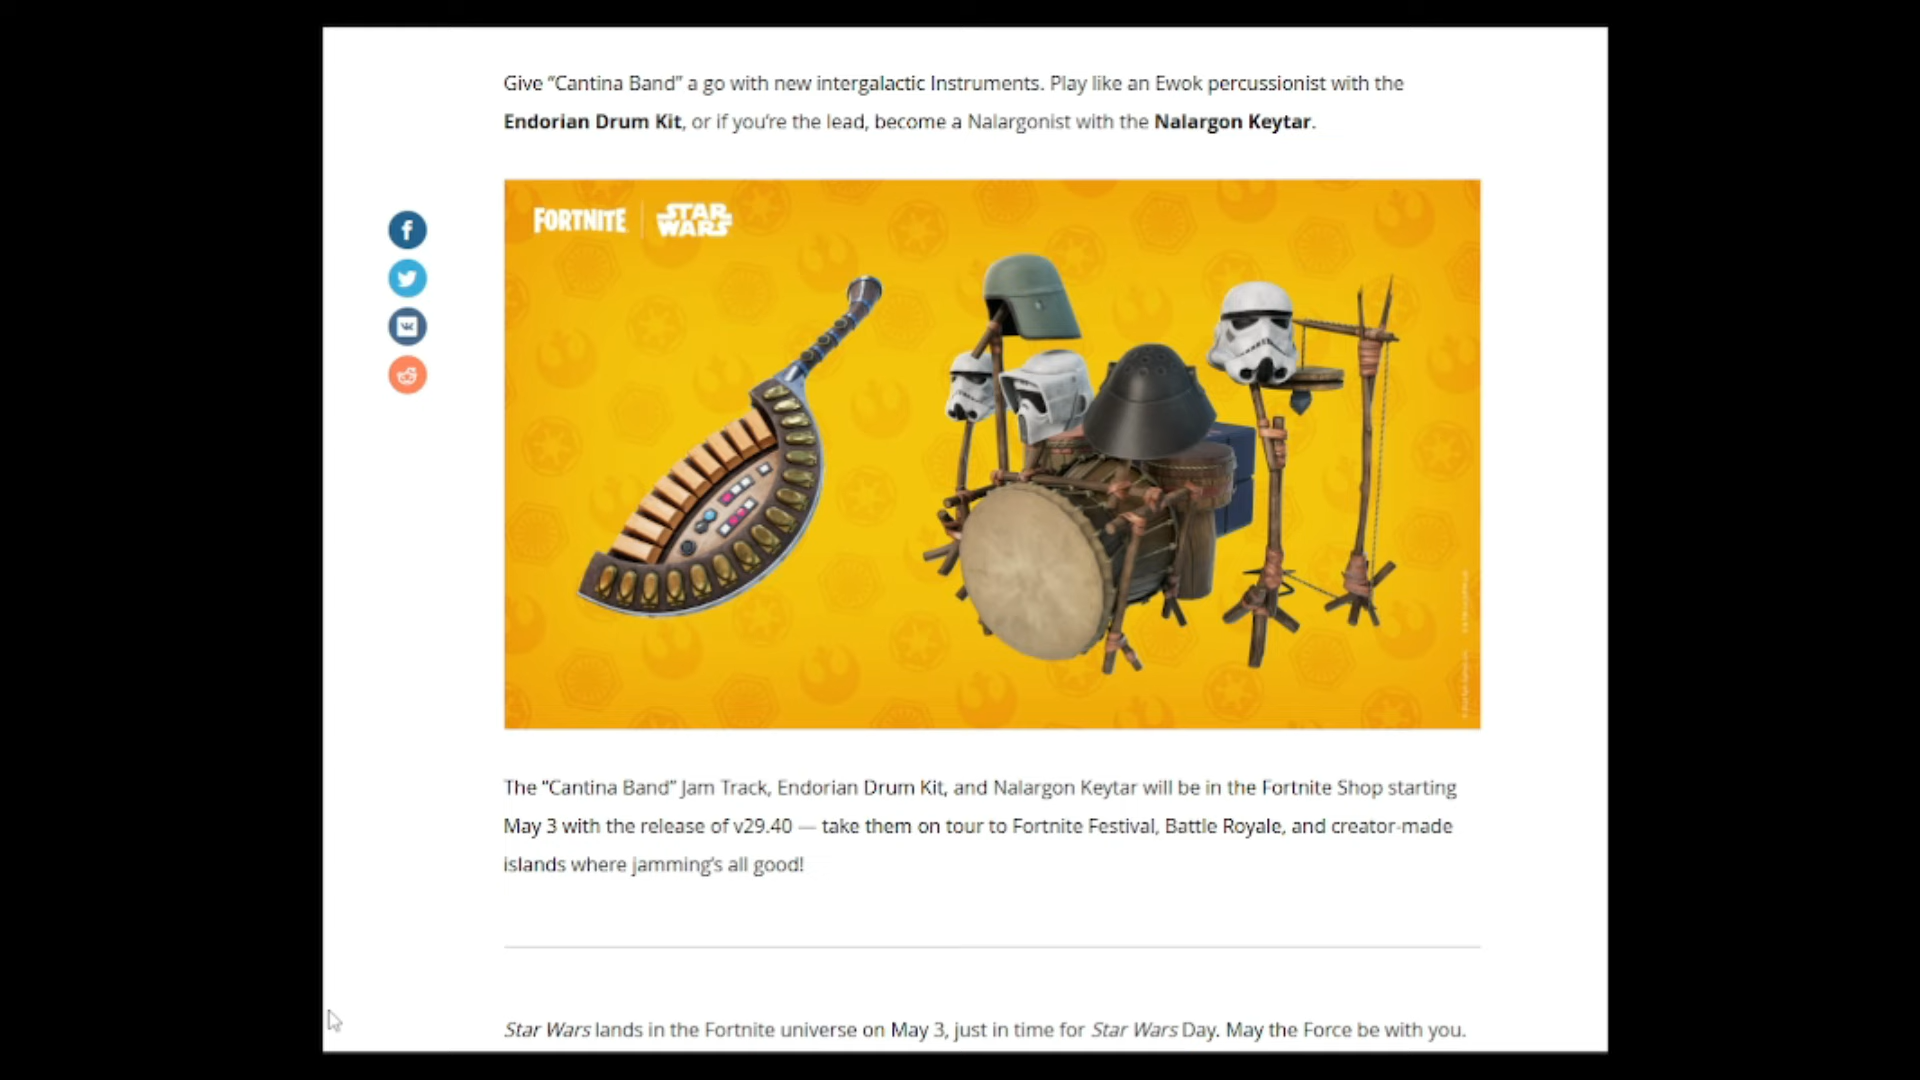 Give “Cantina Band” a go with new intergalactic Instruments. Play like an Ewok percussionist with the
Endorian Drum Kit, or if you’re the lead, become a Nalargonist with the Nalargon Keytar.
FORTNITE
STAR
WARS
The “Cantina Band” Jam Track, Endorian Drum Kit, and Nalargon Keytar will be in the Fortnite Shop starting
May 3 with the release of v29.40 — take them on tour to Fortnite Festival, Battle Royale, and creator-made
islands where jamming’s all good!
Star Wars lands in the Fortnite universe on May 3, just in time for Star Wars Day. May the Force be with you.